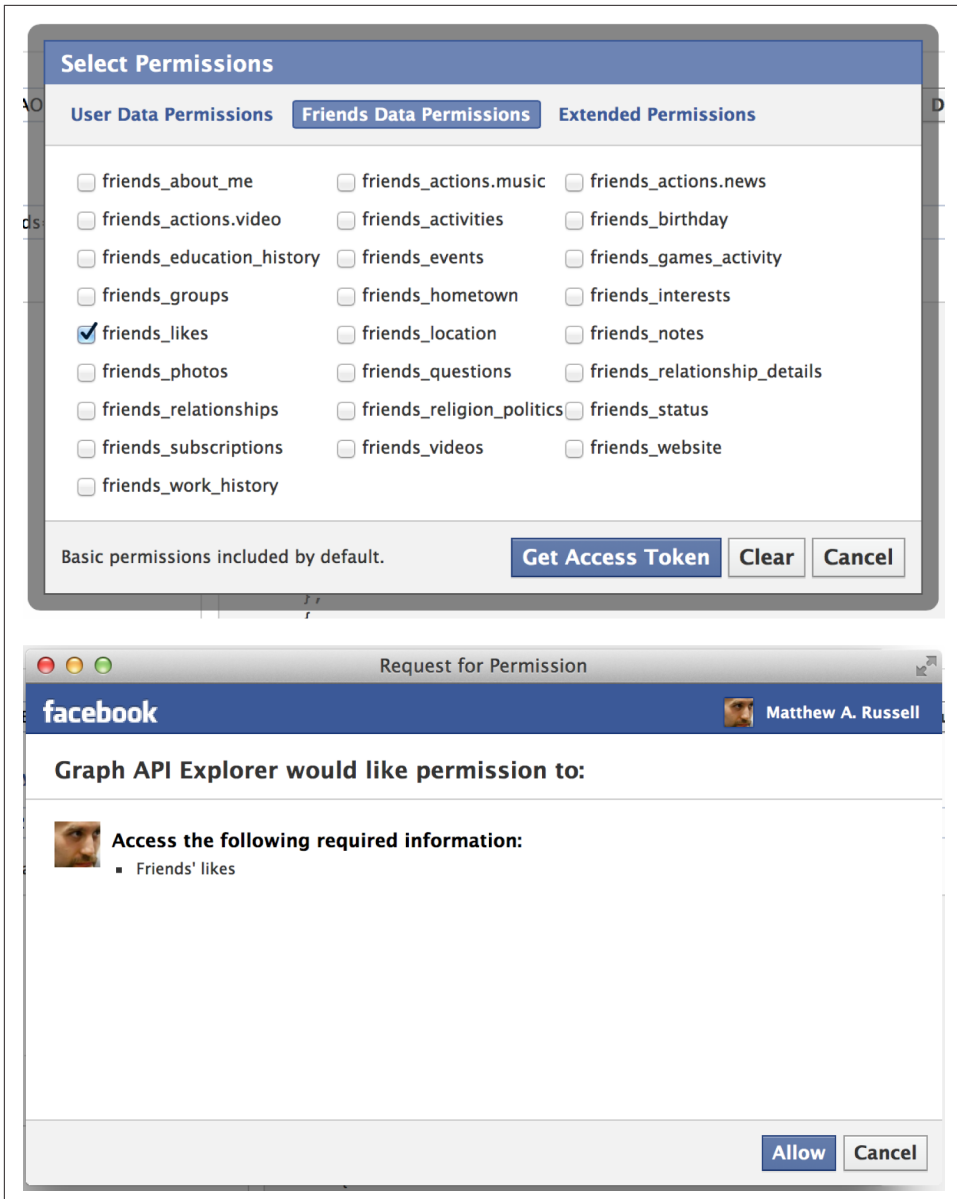 Select Permissions
AO
D
User Data Permissions Friends Data Permissions Extended Permissions
friends_about_me friends_actions.music friends_actions.news
ds
friends_actions.video friends_activities friends_birthday
friends_education_history friends_events friends_games_activity
friends_groups friends_hometown friends_interests
friends_likes friends_location friends_notes
friends_photos friends_questions friends_relationship_details
friends_relationships friends_religion_politics friends_status
friends_subscriptions friends_videos friends_website
friends_work_history
Basic permissions included by default. Get Access Token Clear Cancel
},
{
Request for Permission
facebook Matthew A. Russell
Graph API Explorer would like permission to:
Access the following required information:
▪ Friends' likes
Allow Cancel